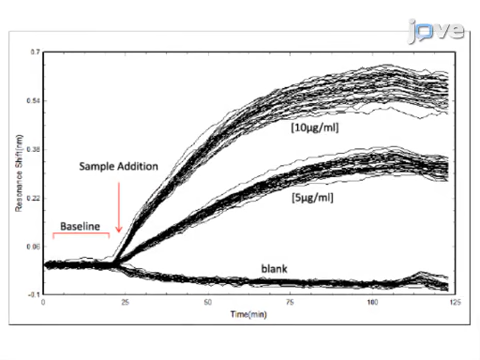 jove
0.7
0.54
[10µg/ml]
0.38
Sample Addition
Resonance Shift(nm)
0.22
[5µg/ml]
Baseline
0.06
blank
-0.1
0
25
50
75
100
125
Time(min)